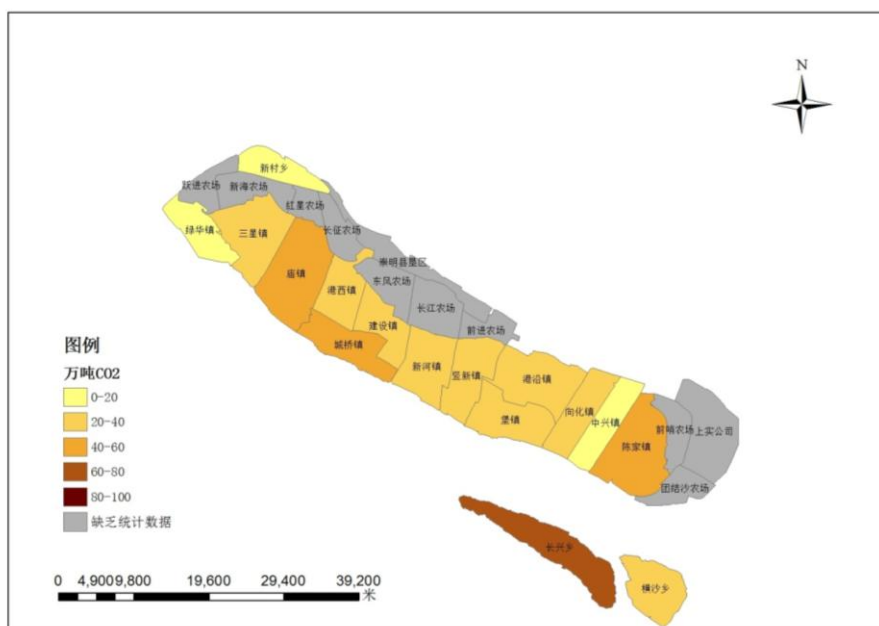 N
新村乡
跃进农场
新海农场
红星农场
绿华镇
三星镇
长征农场
庙镇
崇明县垦区
东风农场
港西镇
长江农场
建设镇
前进农场
城桥镇
新河镇
竖新镇
港沿镇
向化镇
中兴镇
堡镇
陈家镇
前哨农场
上实公司
团结沙农场
长兴乡
横沙乡
图例
万吨CO2
0-20
20-40
40-60
60-80
80-100
缺乏统计数据
0 4,9009,800 19,600 29,400 39,200
米